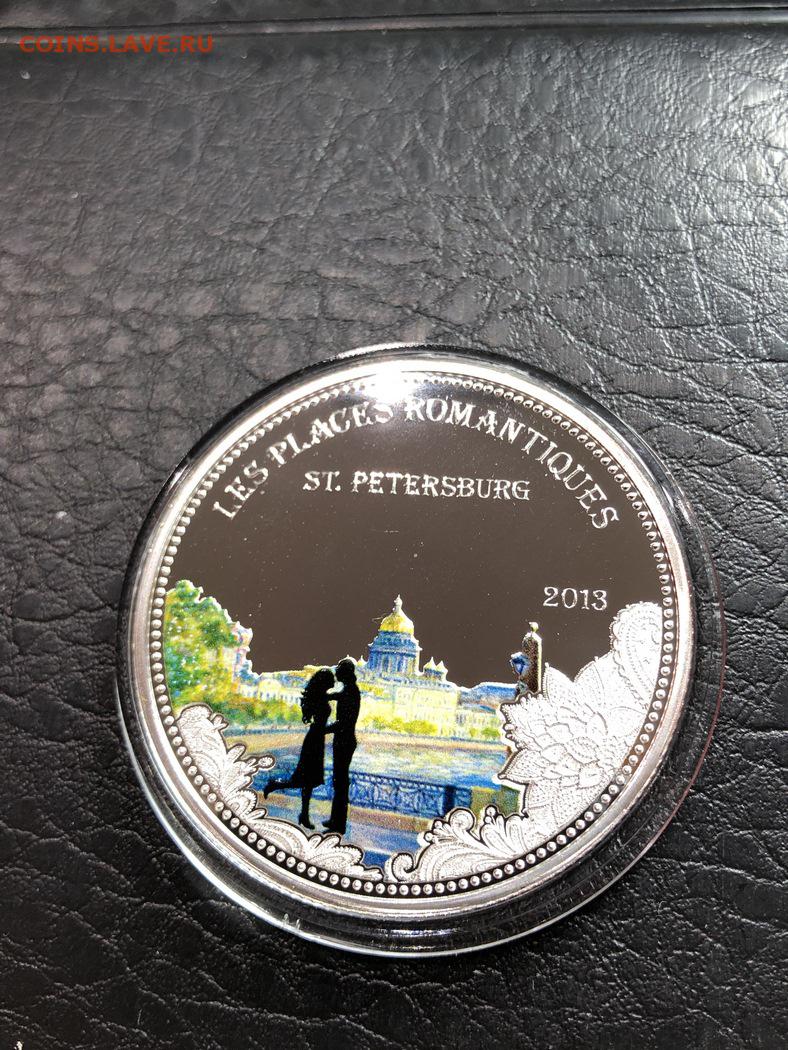 COINS.LAVE.RU
LES PLACES ROMANTIQUES
ST. PETERSBURG
2013